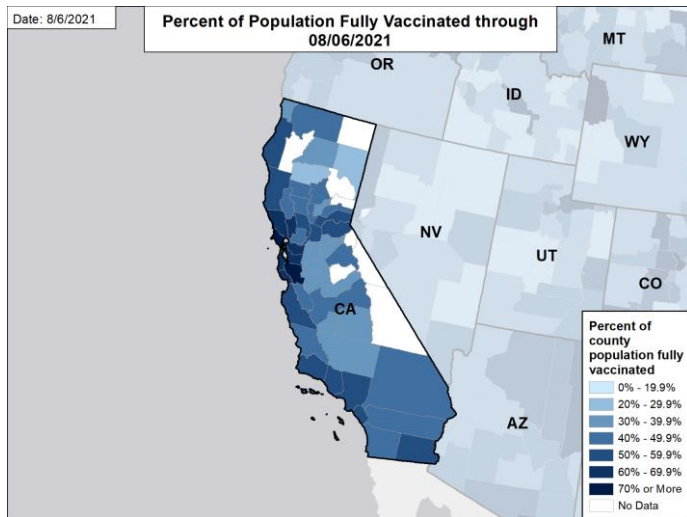 Date: 8/6/2021
Percent of Population Fully Vaccinated through
08/06/2021
MT
OR
ID
WY
NV
UT
CO
CA
AZ
Percent of
county
population fully
vaccinated
0% - 19.9%
20% - 29.9%
30% - 39.9%
40% - 49.9%
50% - 59.9%
60% - 69.9%
70% or More
No Data